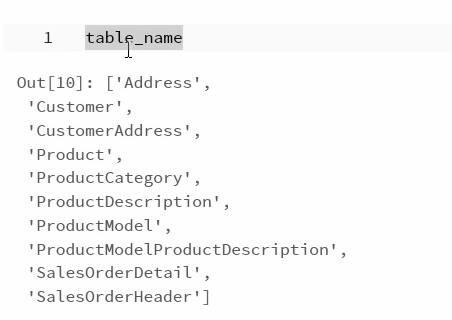 1 table_name
Out[10]: ['Address',
'Customer',
'CustomerAddress',
'Product',
'ProductCategory',
'ProductDescription',
'ProductModel',
'ProductModelProductDescription',
'SalesOrderDetail',
'SalesOrderHeader']